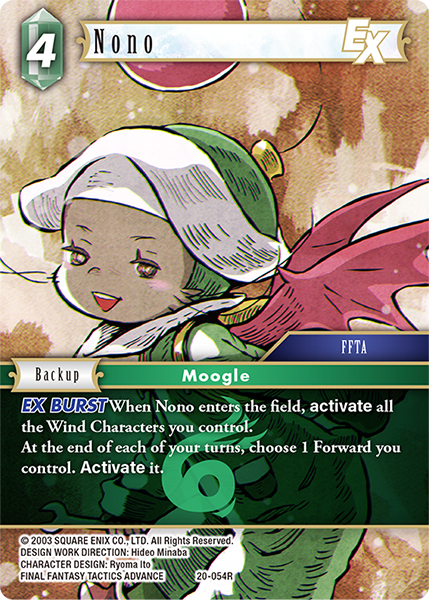 4 Nono EX
FFTA
Backup Moogle
EX BURST When Nono enters the field, activate all
the Wind Characters you control.
At the end of each of your turns, choose 1 Forward you
control. Activate it.
© 2003 SQUARE ENIX CO., LTD. All Rights Reserved.
DESIGN WORK DIRECTION: Hideo Minaba
CHARACTER DESIGN: Ryoma Ito
FINAL FANTASY TACTICS ADVANCE 20-054R